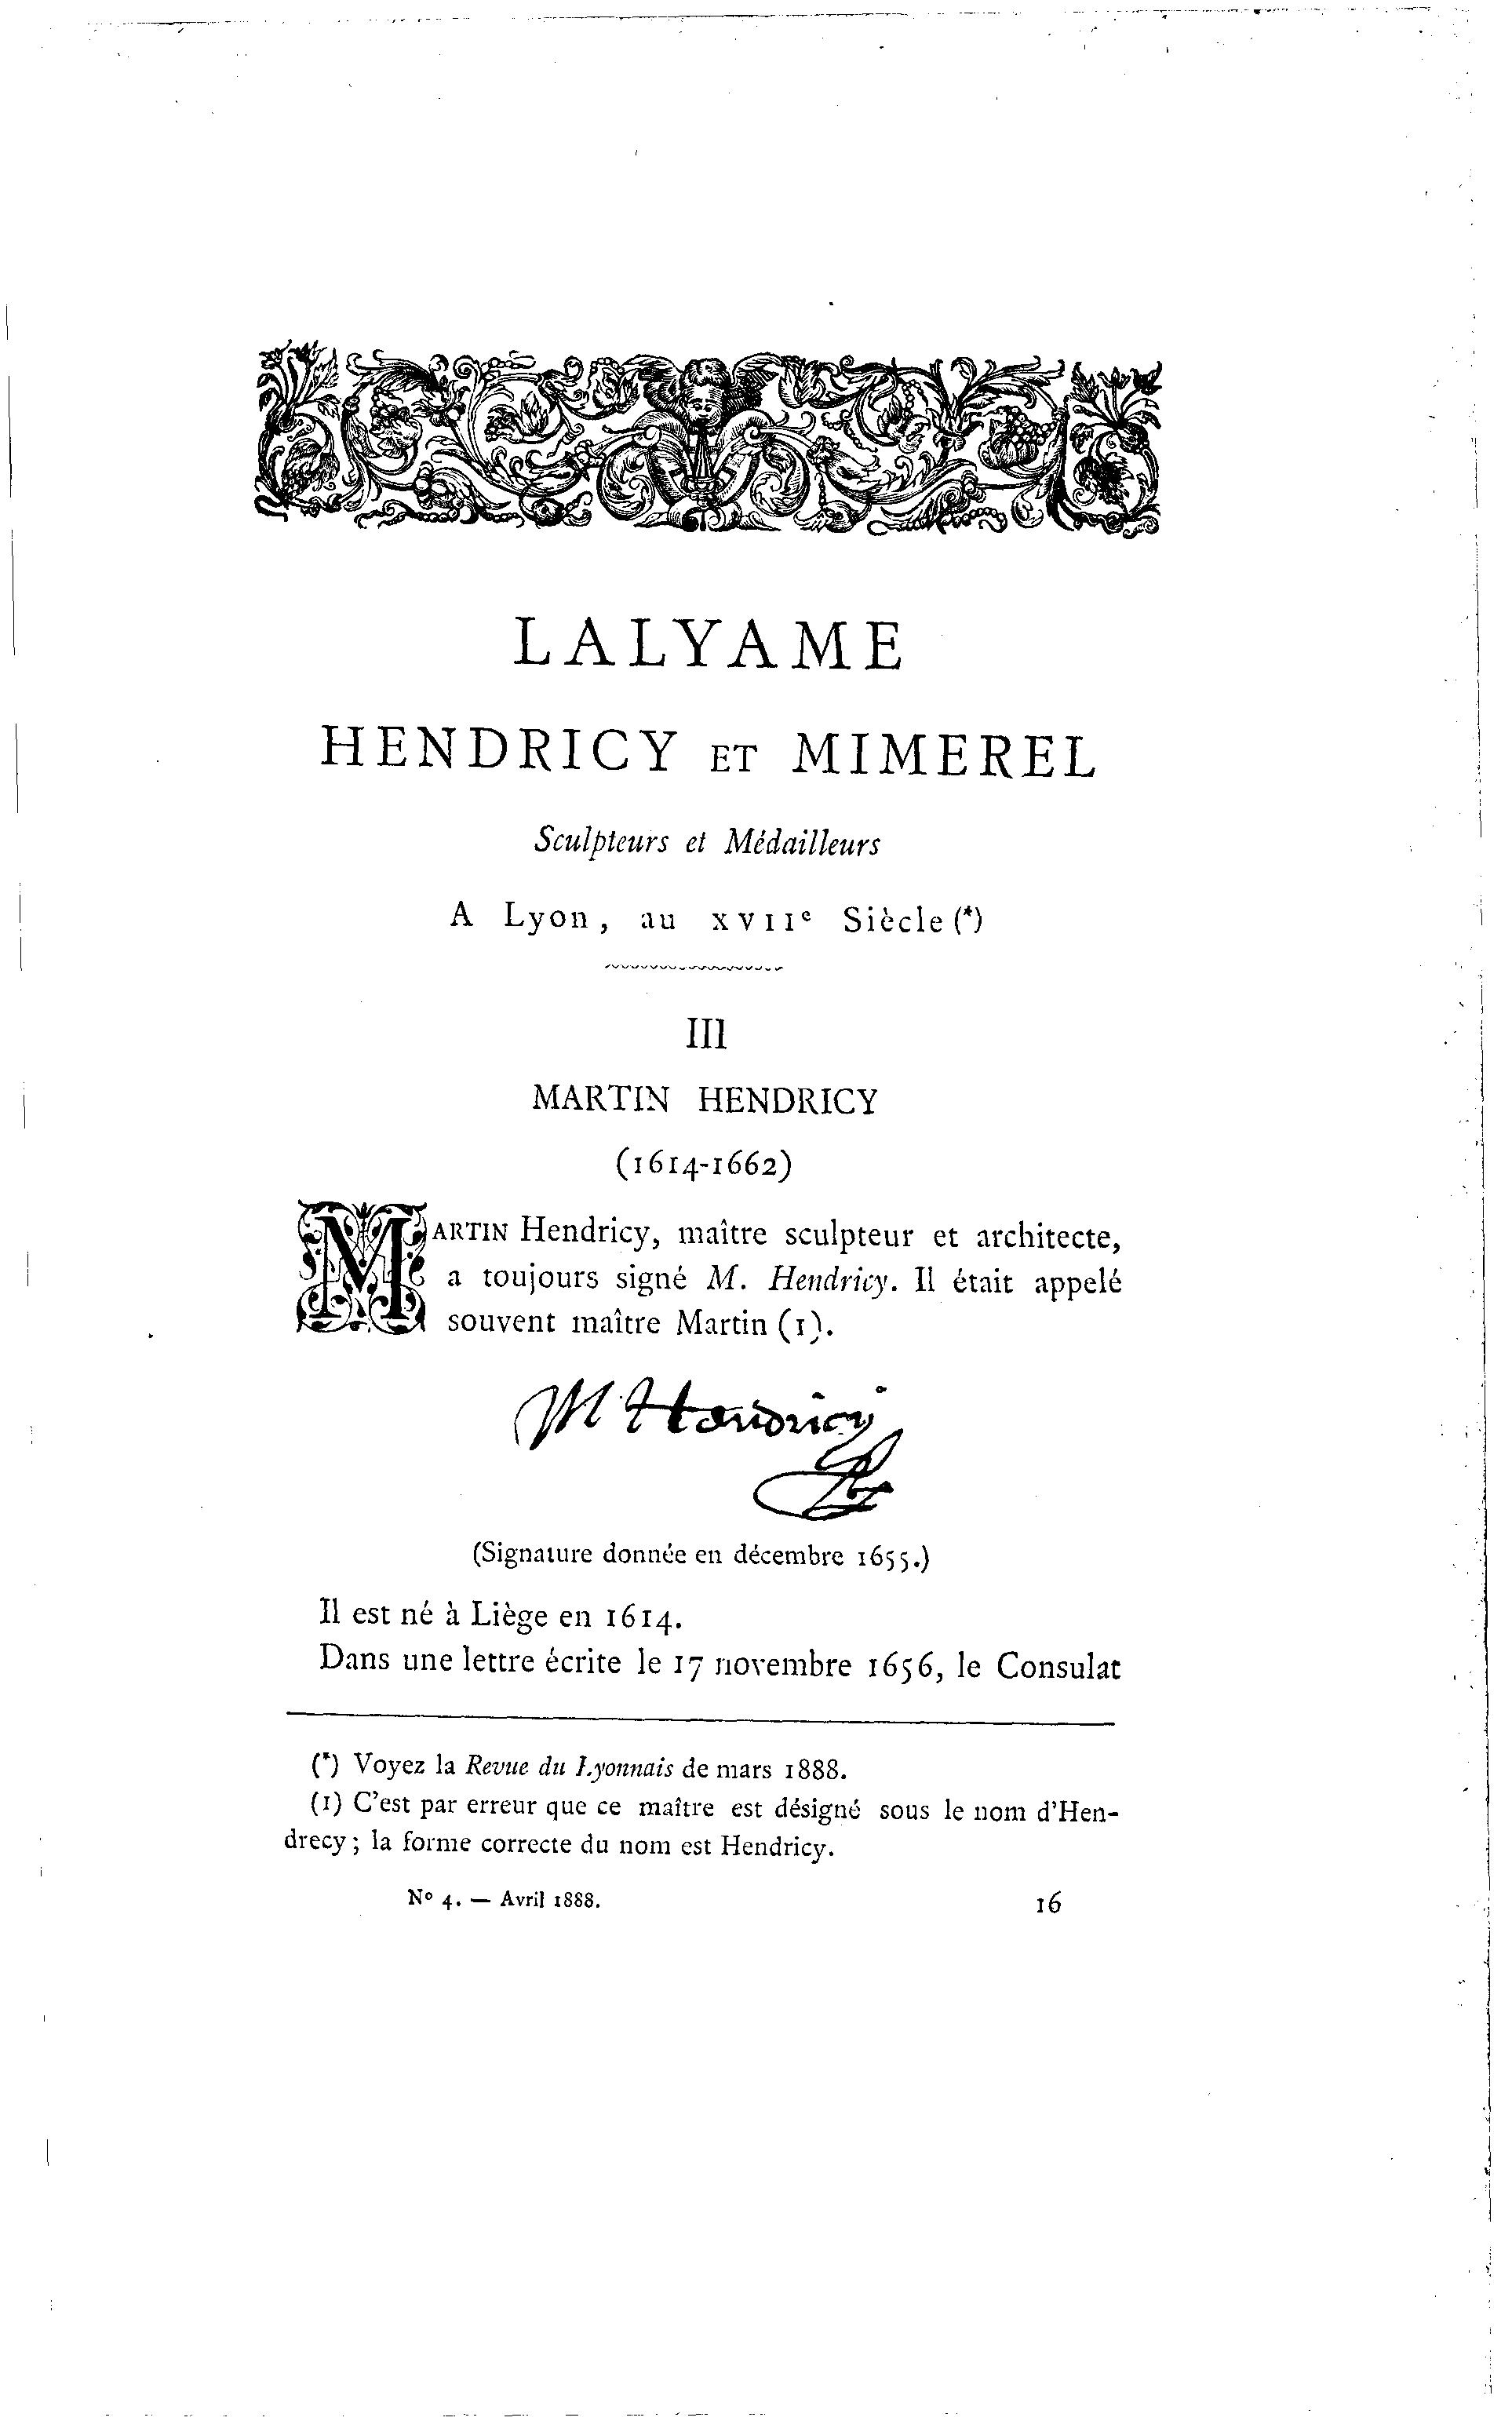 LALYAME
HENDRICY ET MIMEREL
Sculpteurs et Médailleurs
A Lyon, au XVIIe Siècle (*)
III
MARTIN HENDRICY
(1614-1662)
MARTIN Hendricy, maître sculpteur et architecte,
a toujours signé M. Hendricy. Il était appelé
souvent maître Martin (1).
M Hendricy
(Signature donnée en décembre 1655.)
Il est né à Liège en 1614.
Dans une lettre écrite le 17 novembre 1656, le Consulat
(*) Voyez la Revue du Lyonnais de mars 1888.
(1) C'est par erreur que ce maître est désigné sous le nom d'Hen-
drecy ; la forme correcte du nom est Hendricy.
No 4. — Avril 1888.
16